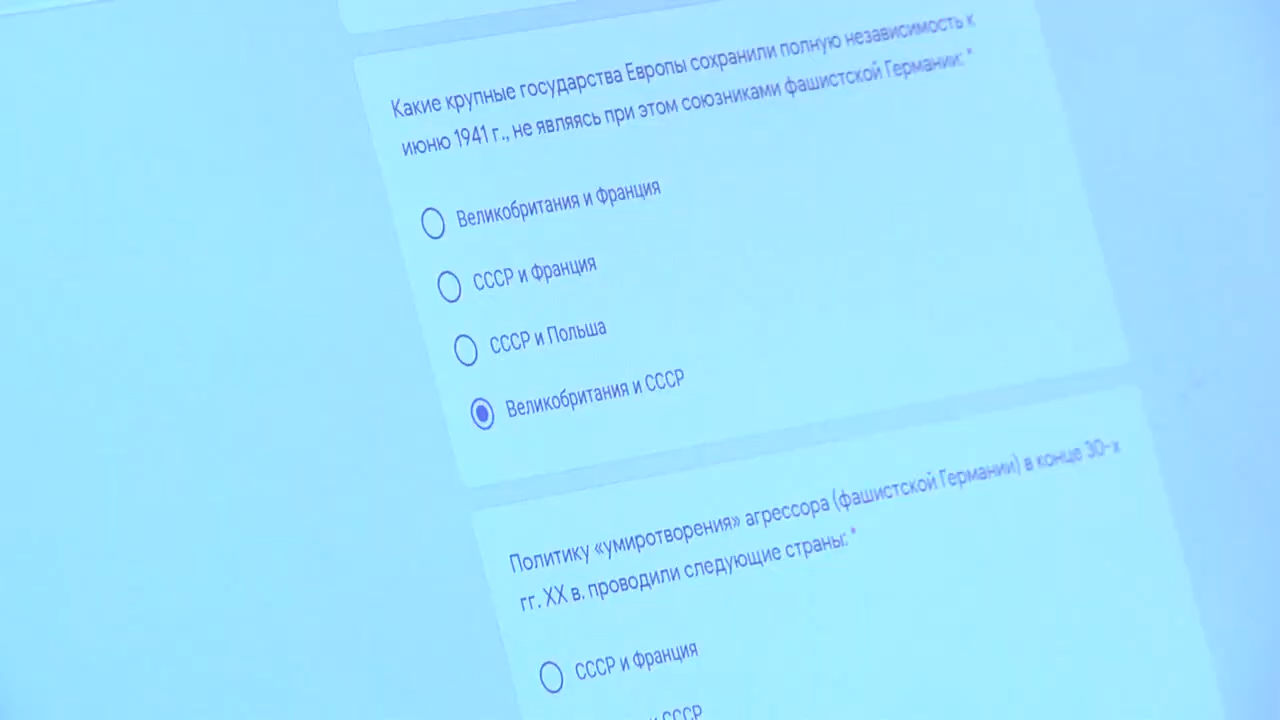 Какие крупные государства Европы сохранили полную независимость к
июню 1941 г., не являясь при этом союзниками фашистской Германии: *
Великобритания и Франция
СССР и Франция
СССР и Польша
Великобритания и СССР
Политику «умиротворения» агрессора (фашистской Германии) в конце 30-х
гг. XX в. проводили следующие страны: *
СССР и Франция
и СССР